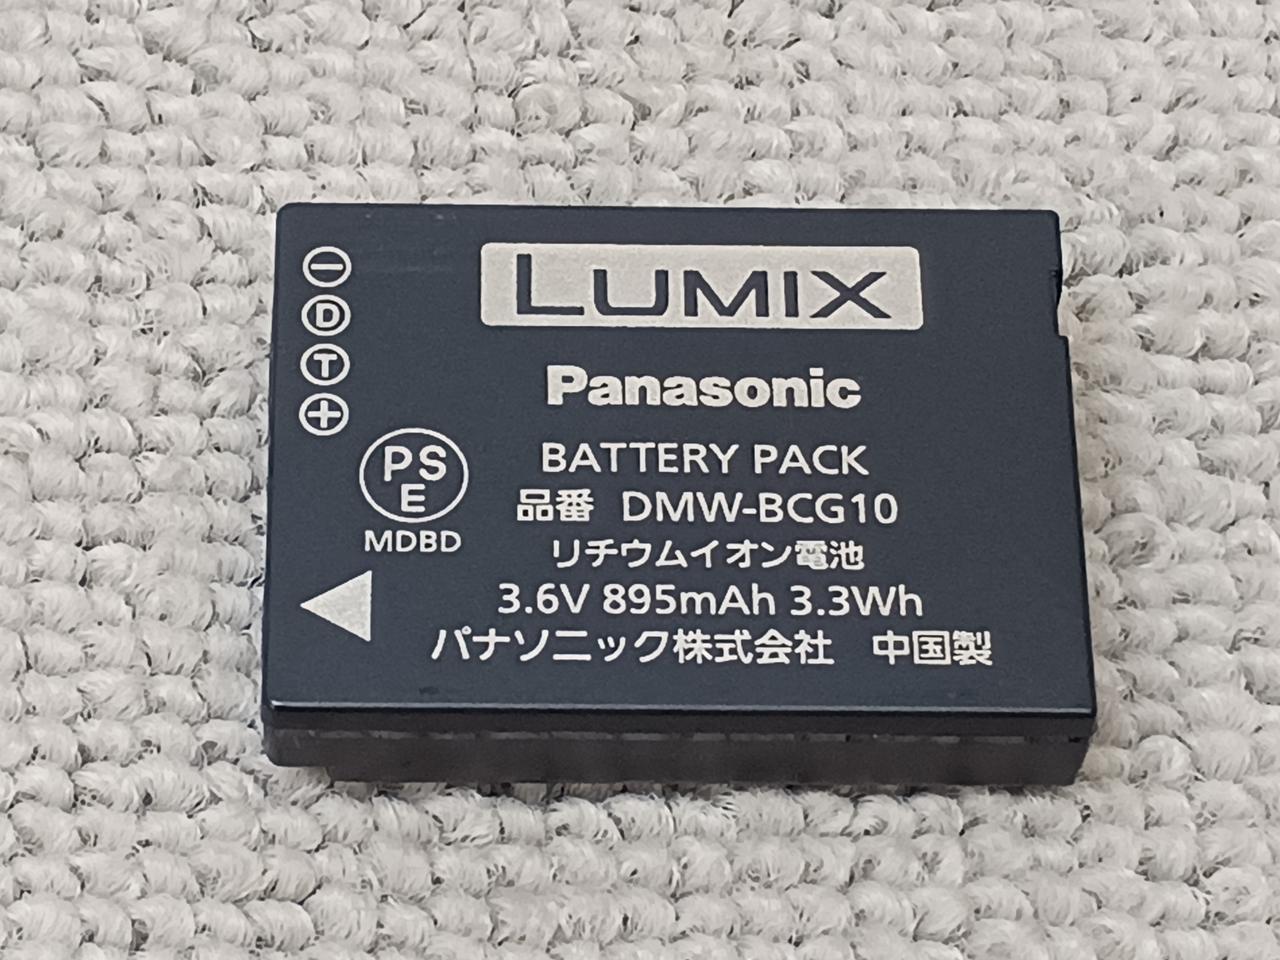 LUMIX
Panasonic
BATTERY PACK
品番 DMW-BCG10
リチウムイオン電池
3.6V 895mAh 3.3Wh
パナソニック株式会社 中国製
−
D
T
+
PS
E
MDBD